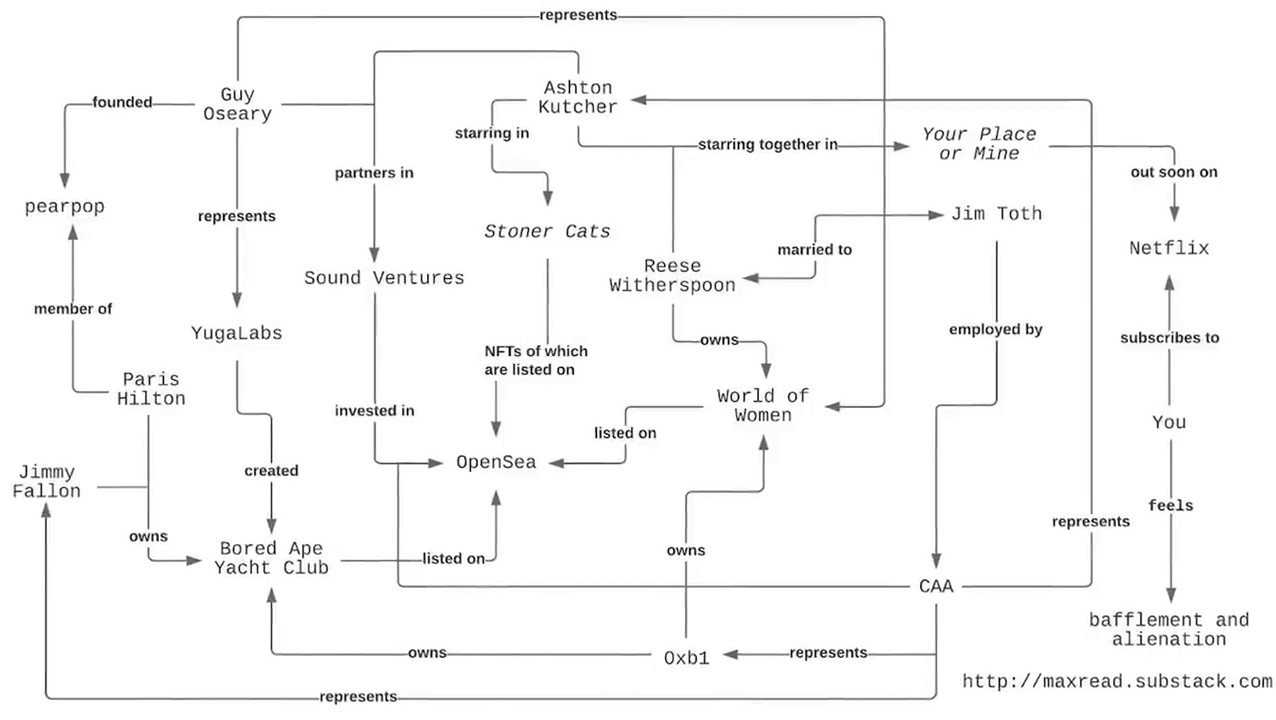 represents
Ashton
Kutcher
founded
Guy
Oseary
starring in
Your Place
or Mine
starring together in
partners in
out soon on
pearpop
represents
Jim Toth
Stoner Cats
married to
Netflix
Sound Ventures
Reese
Witherspoon
member of
YugaLabs
employed by
subscribes to
owns
NFTs of which
are listed on
Paris
Hilton
World of
Women
invested in
You
listed on
OpenSea
created
Jimmy
Fallon
feels
represents
owns
Bored Ape
Yacht Club
listed on
owns
CAA
bafflement and
alienation
owns
Oxb1
represents
http://maxread.substack.com
represents